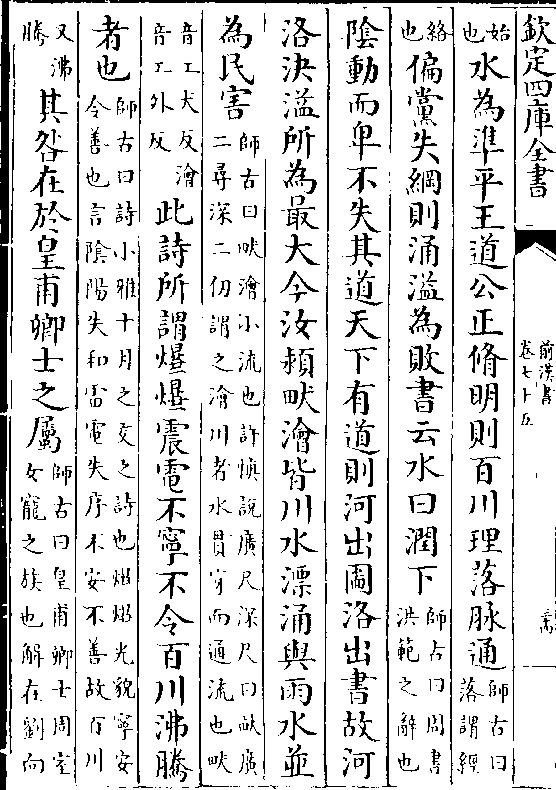 欽定四庫全書
前漢書
卷七十五
始也水為準平王道公正脩明則百川理落脉通師古曰落謂經
絡也偏黨失綱則涌溢為敗書云水曰潤下師古曰周書洪範之辭也
陰動而卑不失其道天下有道則河出圖洛出書故河
洛決溢所為最大今汝潁畎澮皆川水漂涌與雨水並
為民害師古曰畎澮小流也許慎説廣尺深尺曰畎廣二尋深二仞謂之澮川者水貫穿而通流也畎
音工犬反澮音工外反此詩所謂爗爗震電不寧不令百川沸騰
者也師古曰詩小雅十月之交之詩也爗爗光貌寧安令善也言陰陽失和雷電失序不安不善故百川
又沸騰其咎在於皇甫卿士之屬師古曰皇甫卿士周室女寵之族也解在劉向